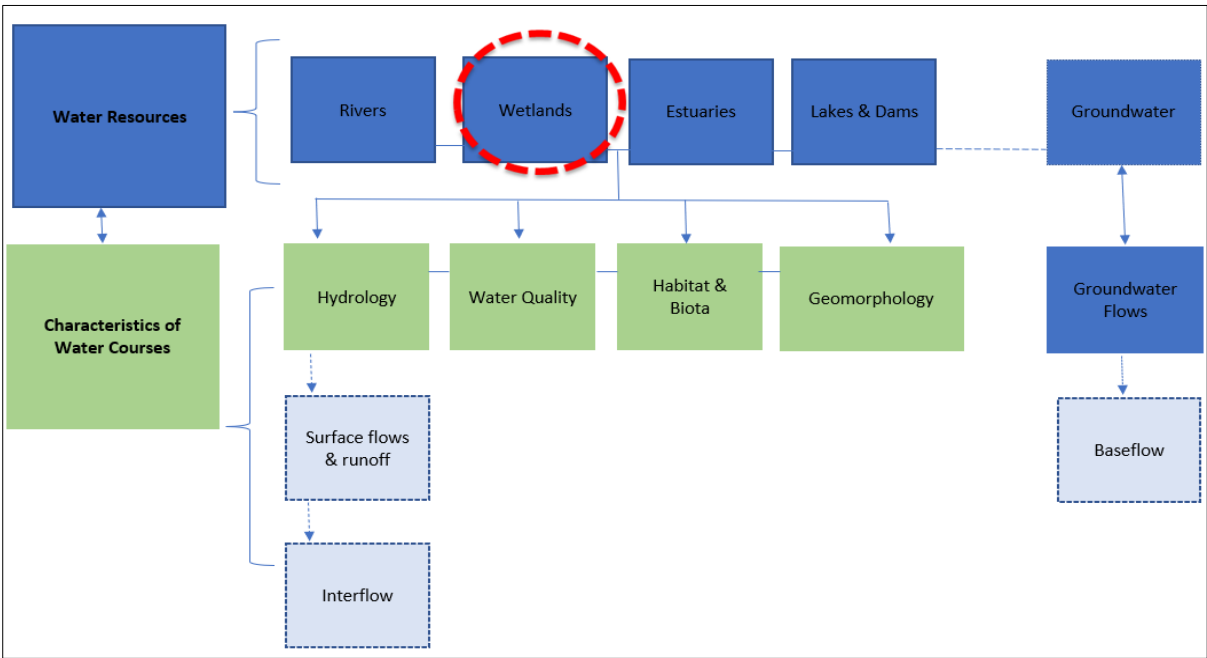 Water Resources
Rivers
Wetlands
Estuaries
Lakes & Dams
Groundwater
Characteristics of
Water Courses
Hydrology
Water Quality
Habitat &
Biota
Geomorphology
Groundwater
Flows
Surface flows
& runoff
Baseflow
Interflow